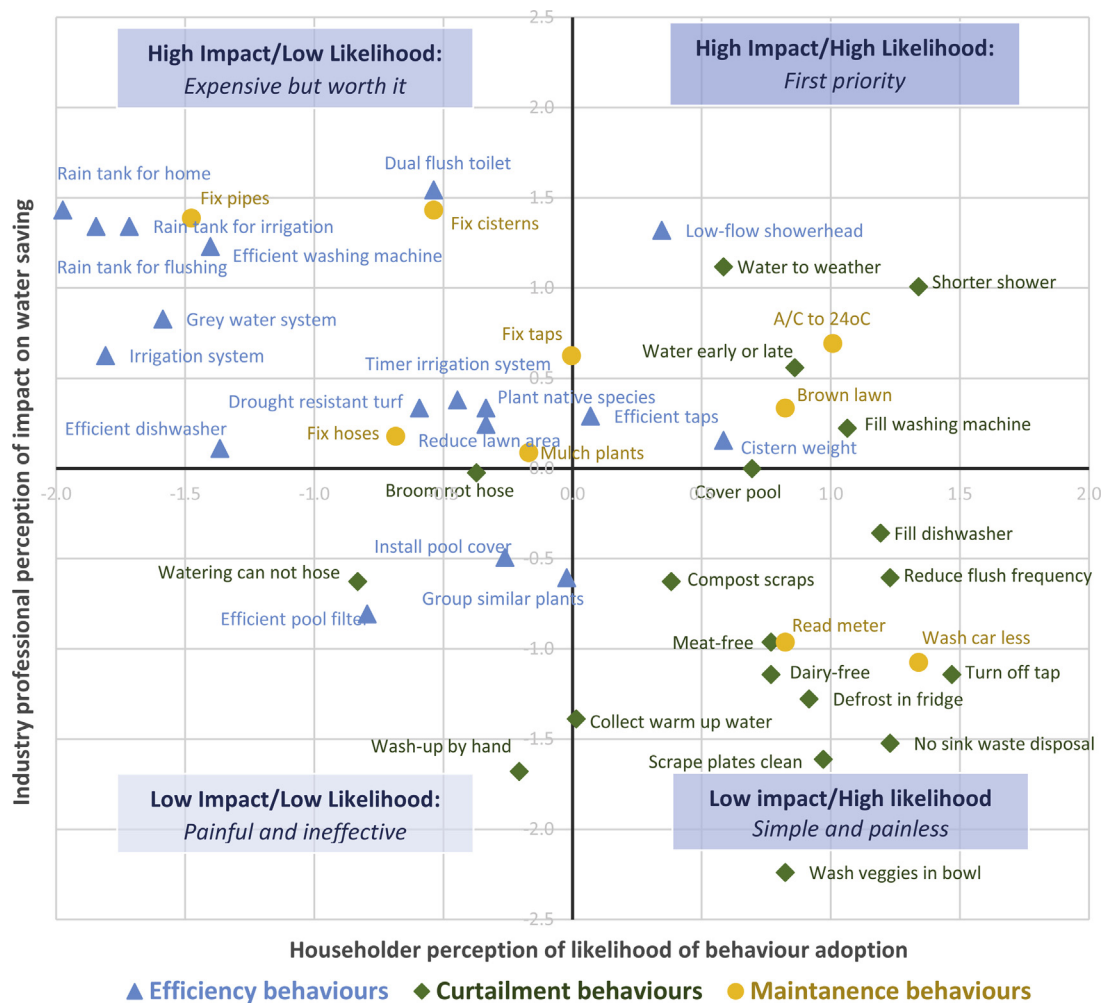 2.5
High Impact/Low Likelihood:
Expensive but worth it
High Impact/High Likelihood:
First priority
2.0
Dual flush toilet
Rain tank for home
1.5
Fix pipes
Fix cisterns
Rain tank for irrigation
Low-flow showerhead
Efficient washing machine
Rain tank for flushing
Water to weather
1.0
Shorter shower
Grey water system
A/C to 24oC
Fix taps
Irrigation system
Timer irrigation system
Water early or late
0.5
Plant native species
Brown lawn
Drought resistant turf
Efficient taps
Fill washing machine
Efficient dishwasher
Fix hoses
Reduce lawn area
Cistern weight
Mulch plants
0.0
Broom not hose
Cover pool
-2.0
-1.5
-1.0
-0.5
0.0
0.5
1.0
1.5
2.0
Fill dishwasher
-0.5
Install pool cover
Watering can not hose
Compost scraps
Reduce flush frequency
Group similar plants
Efficient pool filter
Read meter
Wash car less
-1.0
Meat-free
Dairy-free
Turn off tap
Defrost in fridge
Collect warm up water
Wash-up by hand
-1.5
No sink waste disposal
Scrape plates clean
Low Impact/Low Likelihood:
Painful and ineffective
Low impact/High likelihood
Simple and painless
-2.0
Wash veggies in bowl
-2.5
Industry professional perception of impact on water saving
Householder perception of likelihood of behaviour adoption
Efficiency behaviours
Curtailment behaviours
Maintanence behaviours